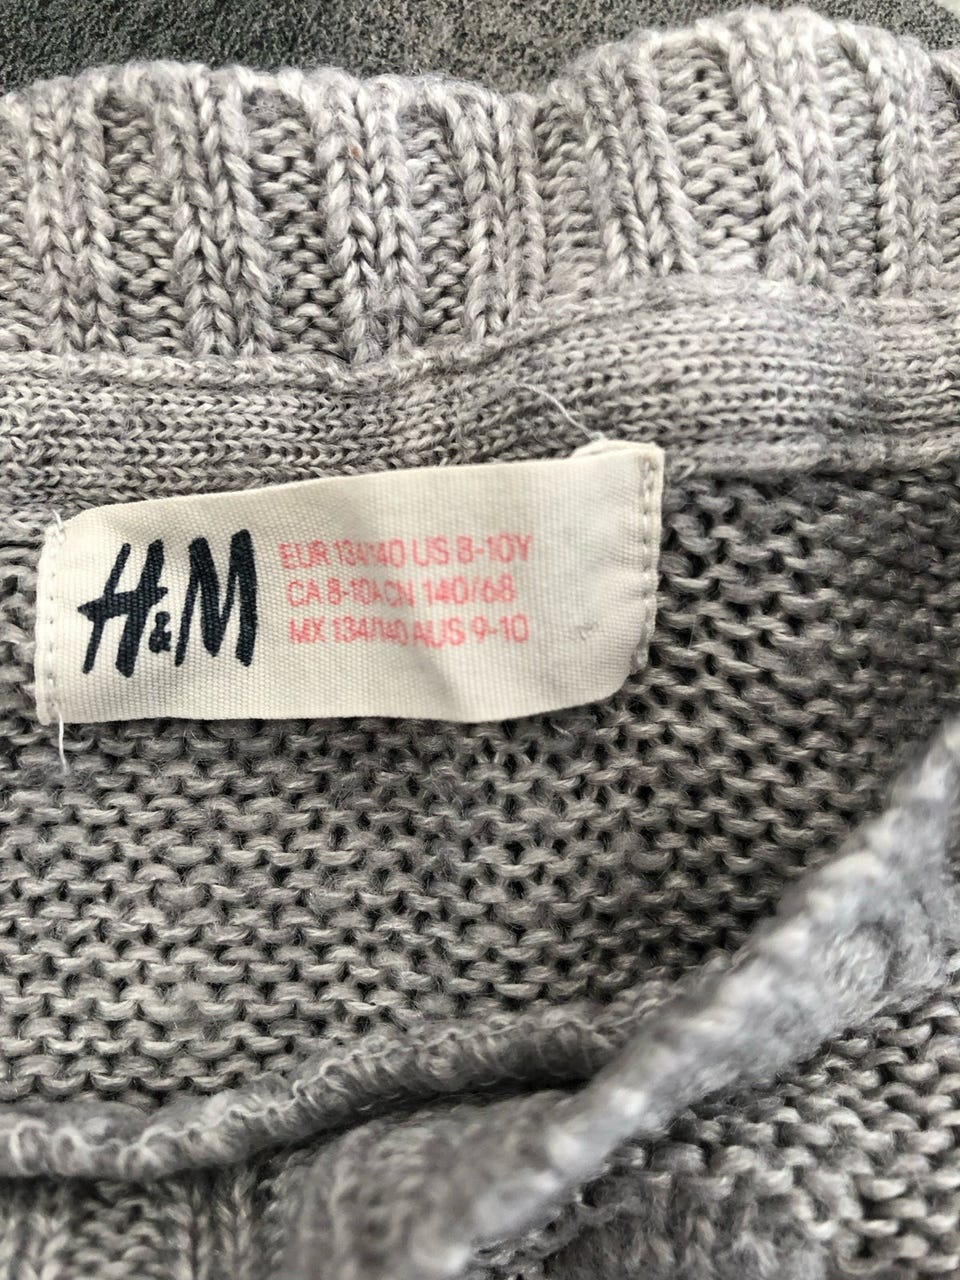 H&M
EUR 134/140 US 8-10Y
CA 8-10 CN 140/68
MX 134/140 AUS 9-10